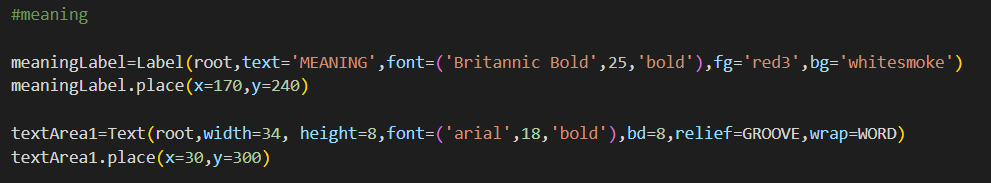 #meaning
meaningLabel=Label(root,text='MEANING',font=('Britannic Bold',25,'bold'),fg='red3',bg='whitesmoke')
meaningLabel.place(x=170,y=240)
textArea1=Text(root,width=34, height=8,font=('arial',18,'bold'),bd=8,relief=GROOVE,wrap=WORD)
textArea1.place(x=30,y=300)